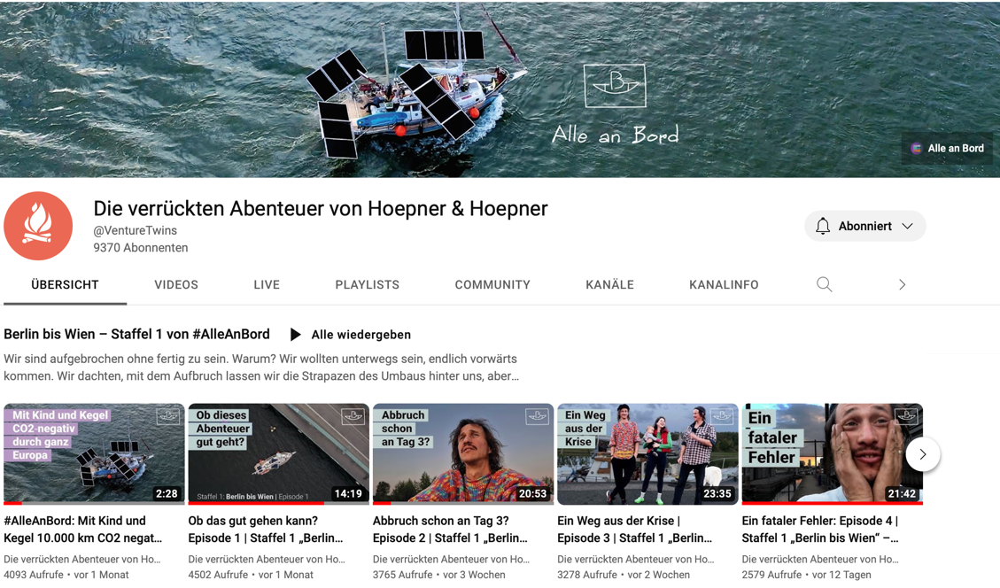 B
Alle an Bord
Alle an Bord
Die verrückten Abenteuer von Hoepner & Hoepner
@VentureTwins
9370 Abonnenten
Abonniert
ÜBERSICHT VIDEOS LIVE PLAYLISTS COMMUNITY KANÄLE KANALINFO
Berlin bis Wien – Staffel 1 von #AlleAnBord Alle wiedergeben
Wir sind aufgebrochen ohne fertig zu sein. Warum? Wir wollten unterwegs sein, endlich vorwärts
kommen. Wir dachten, mit dem Aufbruch lassen wir die Strapazen des Umbaus hinter uns, aber...
Mit Kind und Kegel
CO2-negativ
durch ganz
Europa
2:28
#AlleAnBord: Mit Kind und
Kegel 10.000 km CO2 negat...
Die verrückten Abenteuer von Ho...
4093 Aufrufe • vor 1 Monat
Ob dieses
Abenteuer
gut geht?
Staffel 1: Berlin bis Wien | Episode 1
14:19
Ob das gut gehen kann?
Episode 1 | Staffel 1 „Berlin...
Die verrückten Abenteuer von Ho...
4502 Aufrufe • vor 1 Monat
Abbruch
schon
an Tag 3?
20:53
Abbruch schon an Tag 3?
Episode 2 | Staffel 1 „Berlin...
Die verrückten Abenteuer von Ho...
3765 Aufrufe • vor 3 Wochen
Ein Weg
aus der
Krise
23:35
Ein Weg aus der Krise |
Episode 3 | Staffel 1 „Berlin...
Die verrückten Abenteuer von Ho...
3278 Aufrufe • vor 2 Wochen
Ein
fataler
Fehler
21:42
Ein fataler Fehler: Episode 4 |
Staffel 1 „Berlin bis Wien“ –...
Die verrückten Abenteuer von Ho...
2579 Aufrufe • vor 12 Tagen